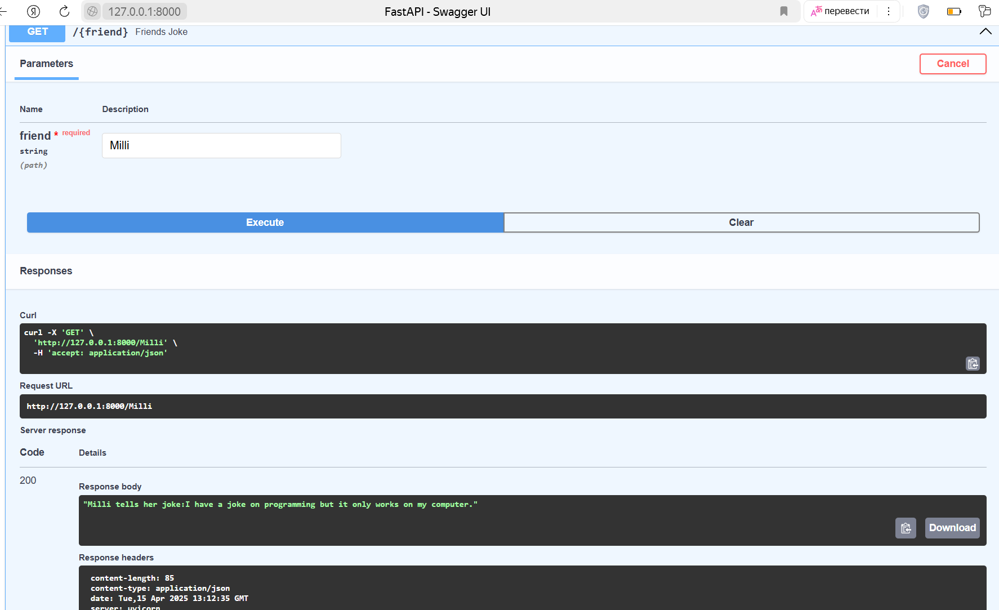 127.0.0.1:8000 FastAPI - Swagger UI перевести
GET /{friend} Friends Joke
Parameters Cancel
Name Description
friend * required
string
(path)
Milli
Execute Clear
Responses
Curl
curl -X 'GET' \
'http://127.0.0.1:8000/Milli' \
-H 'accept: application/json'
Request URL
http://127.0.0.1:8000/Milli
Server response
Code Details
200
Response body
"Milli tells her joke:I have a joke on programming but it only works on my computer."
Download
Response headers
content-length: 85
content-type: application/json
date: Tue,15 Apr 2025 13:12:35 GMT
server: uvicorn